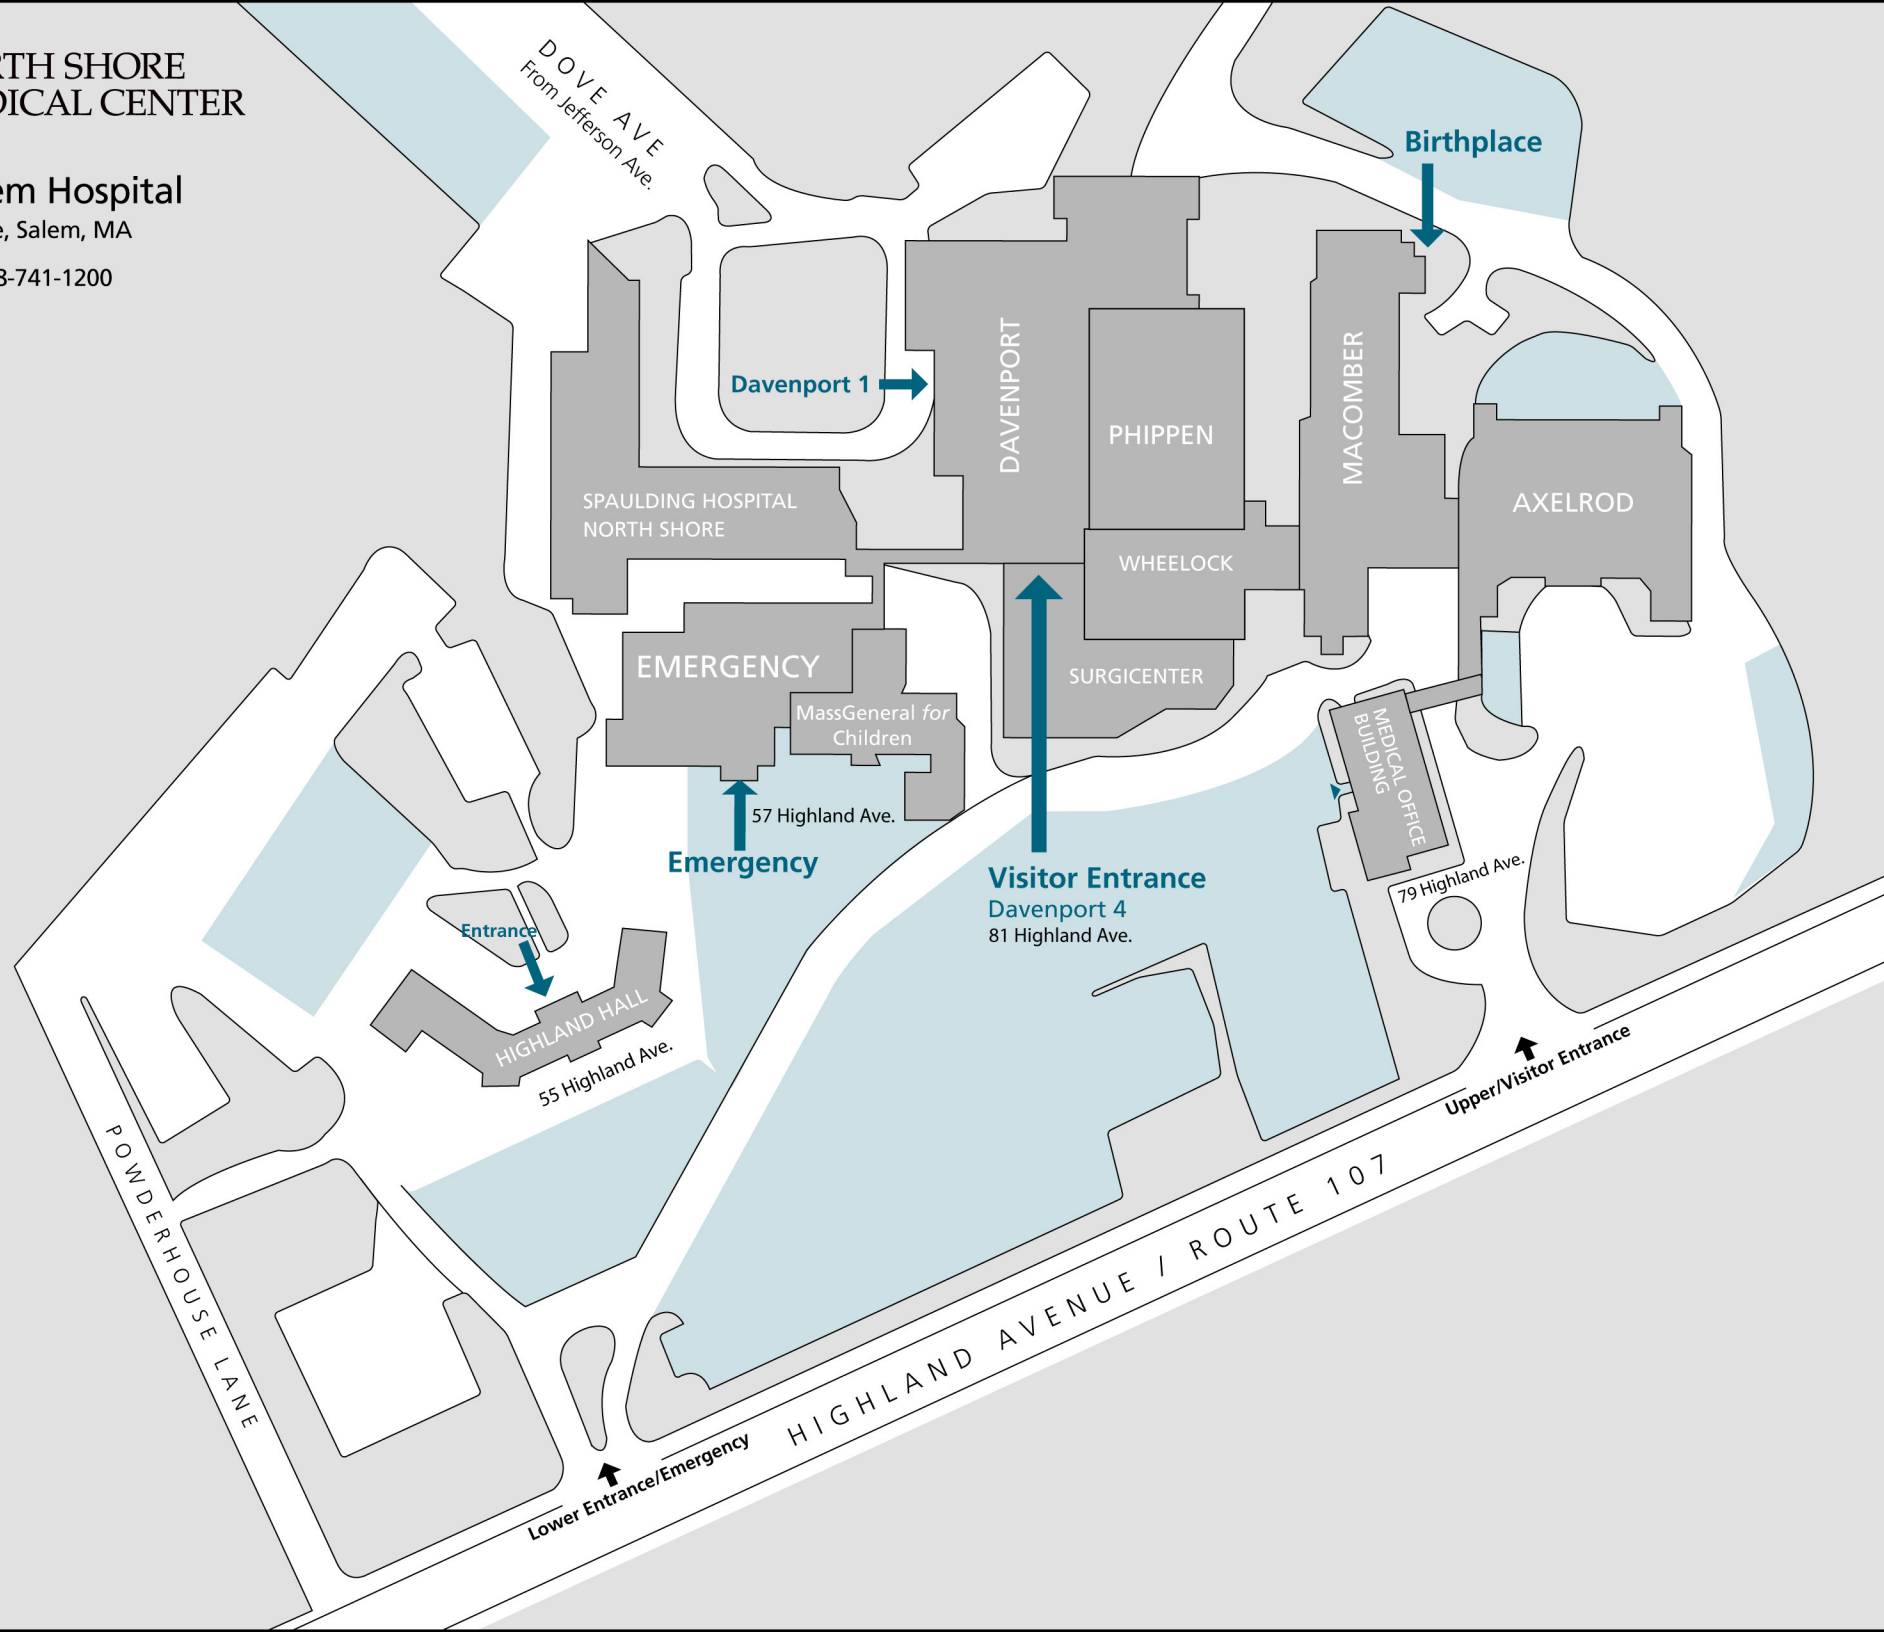 RTH SHORE
DICAL CENTER
em Hospital
e, Salem, MA
8-741-1200
DOVE AVE
From Jefferson Ave.
Birthplace
Davenport 1
DAVENPORT
PHIPPEN
MACOMBER
AXELROD
SPAULDING HOSPITAL
NORTH SHORE
WHEELOCK
EMERGENCY
SURGICENTER
MassGeneral for
Children
MEDICAL OFFICE
BUILDING
57 Highland Ave.
Emergency
Visitor Entrance
Davenport 4
81 Highland Ave.
79 Highland Ave.
Entrance
HIGHLAND HALL
55 Highland Ave.
Upper/Visitor Entrance
POWDERHOUSE LANE
HIGHLAND AVENUE / ROUTE 107
Lower Entrance/Emergency